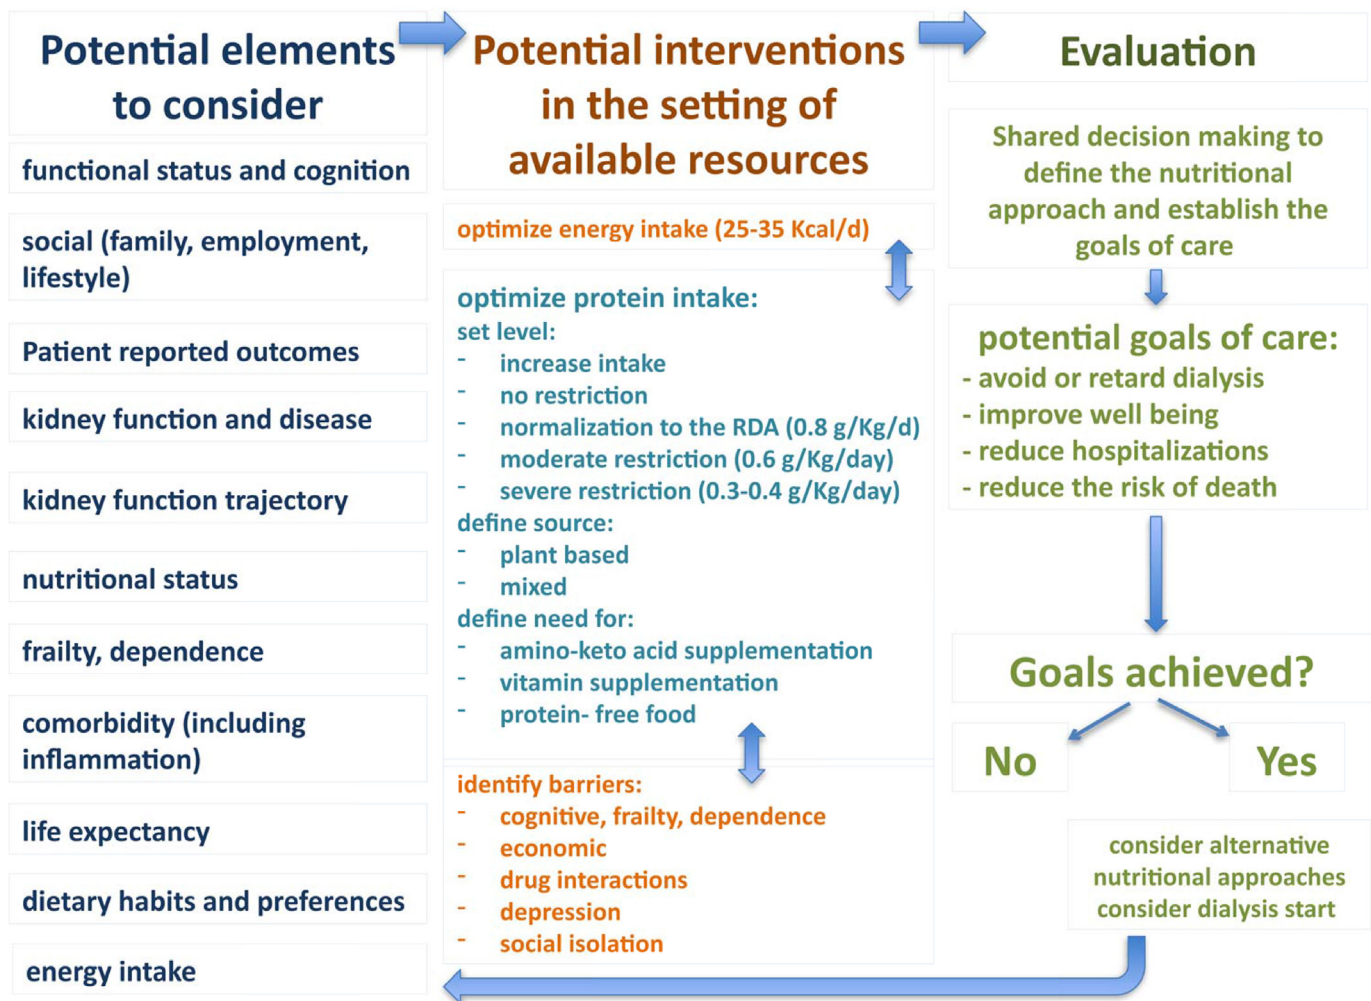 Potential elements
to consider
functional status and cognition
social (family, employment,
lifestyle)
Patient reported outcomes
kidney function and disease
kidney function trajectory
nutritional status
frailty, dependence
comorbidity (including
inflammation)
life expectancy
dietary habits and preferences
energy intake
Potential interventions
in the setting of
available resources
optimize energy intake (25-35 Kcal/d)
optimize protein intake:
set level:
- increase intake
- no restriction
- normalization to the RDA (0.8 g/Kg/d)
- moderate restriction (0.6 g/Kg/day)
- severe restriction (0.3-0.4 g/Kg/day)
define source:
- plant based
- mixed
define need for:
- amino-keto acid supplementation
- vitamin supplementation
- protein- free food
identify barriers:
- cognitive, frailty, dependence
- economic
- drug interactions
- depression
- social isolation
Evaluation
Shared decision making to
define the nutritional
approach and establish the
goals of care
potential goals of care:
- avoid or retard dialysis
- improve well being
- reduce hospitalizations
- reduce the risk of death
Goals achieved?
No
Yes
consider alternative
nutritional approaches
consider dialysis start